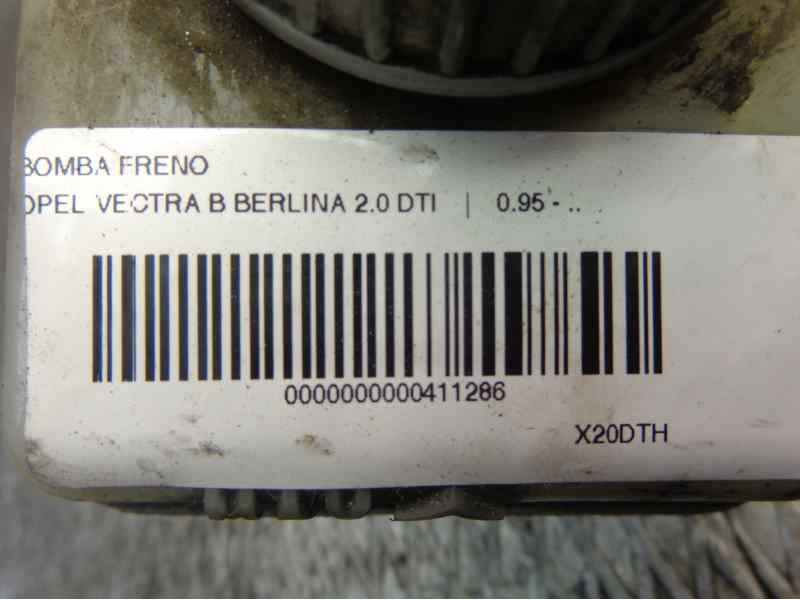 BOMBA FRENO
OPEL VECTRA B BERLINA 2.0 DTI | 0.95 - ..
0000000000411286
X20DTH